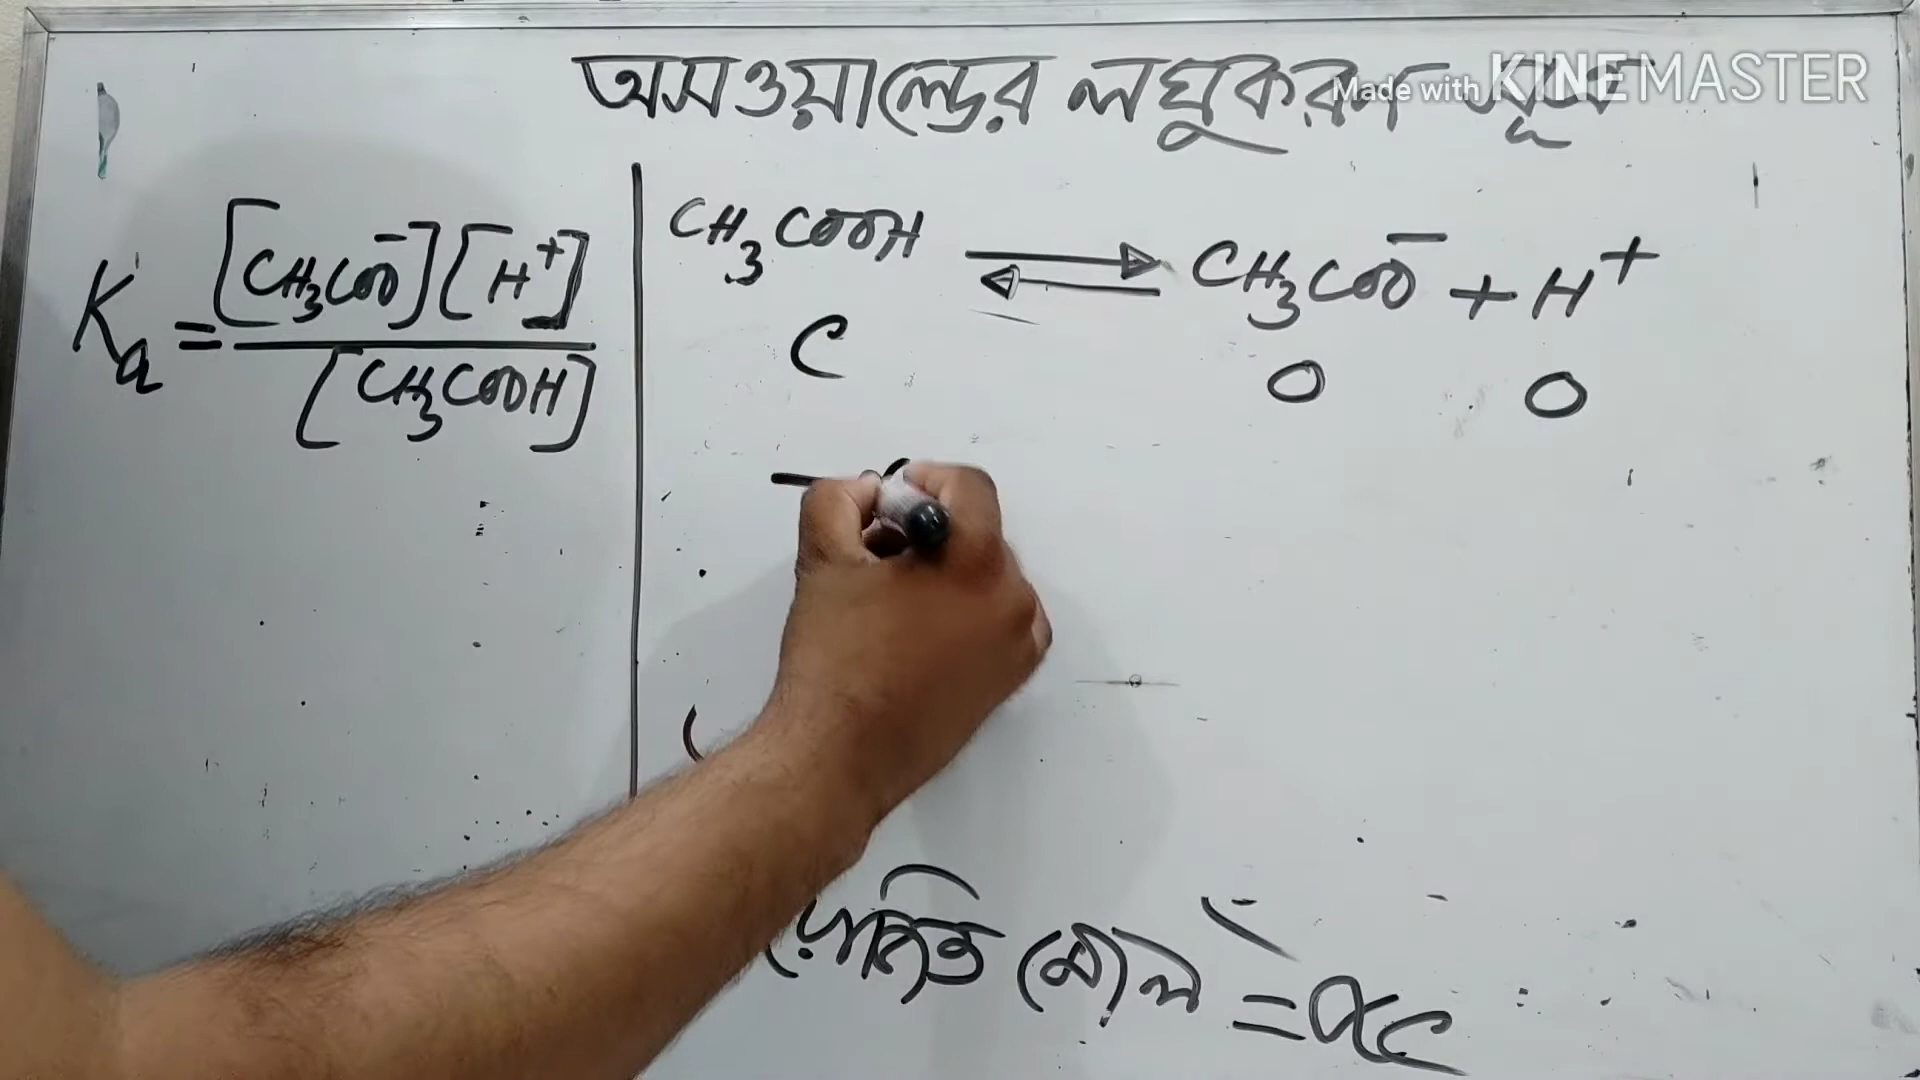 অসওয়াল্ডের লঘুকরণ সূত্র
Made with KINEMASTER
Kₐ = [CH₃COO⁻][H⁺] / [CH₃COOH]
CH₃COOH ⇌ CH₃COO⁻ + H⁺
C 0 0
মোল = αC